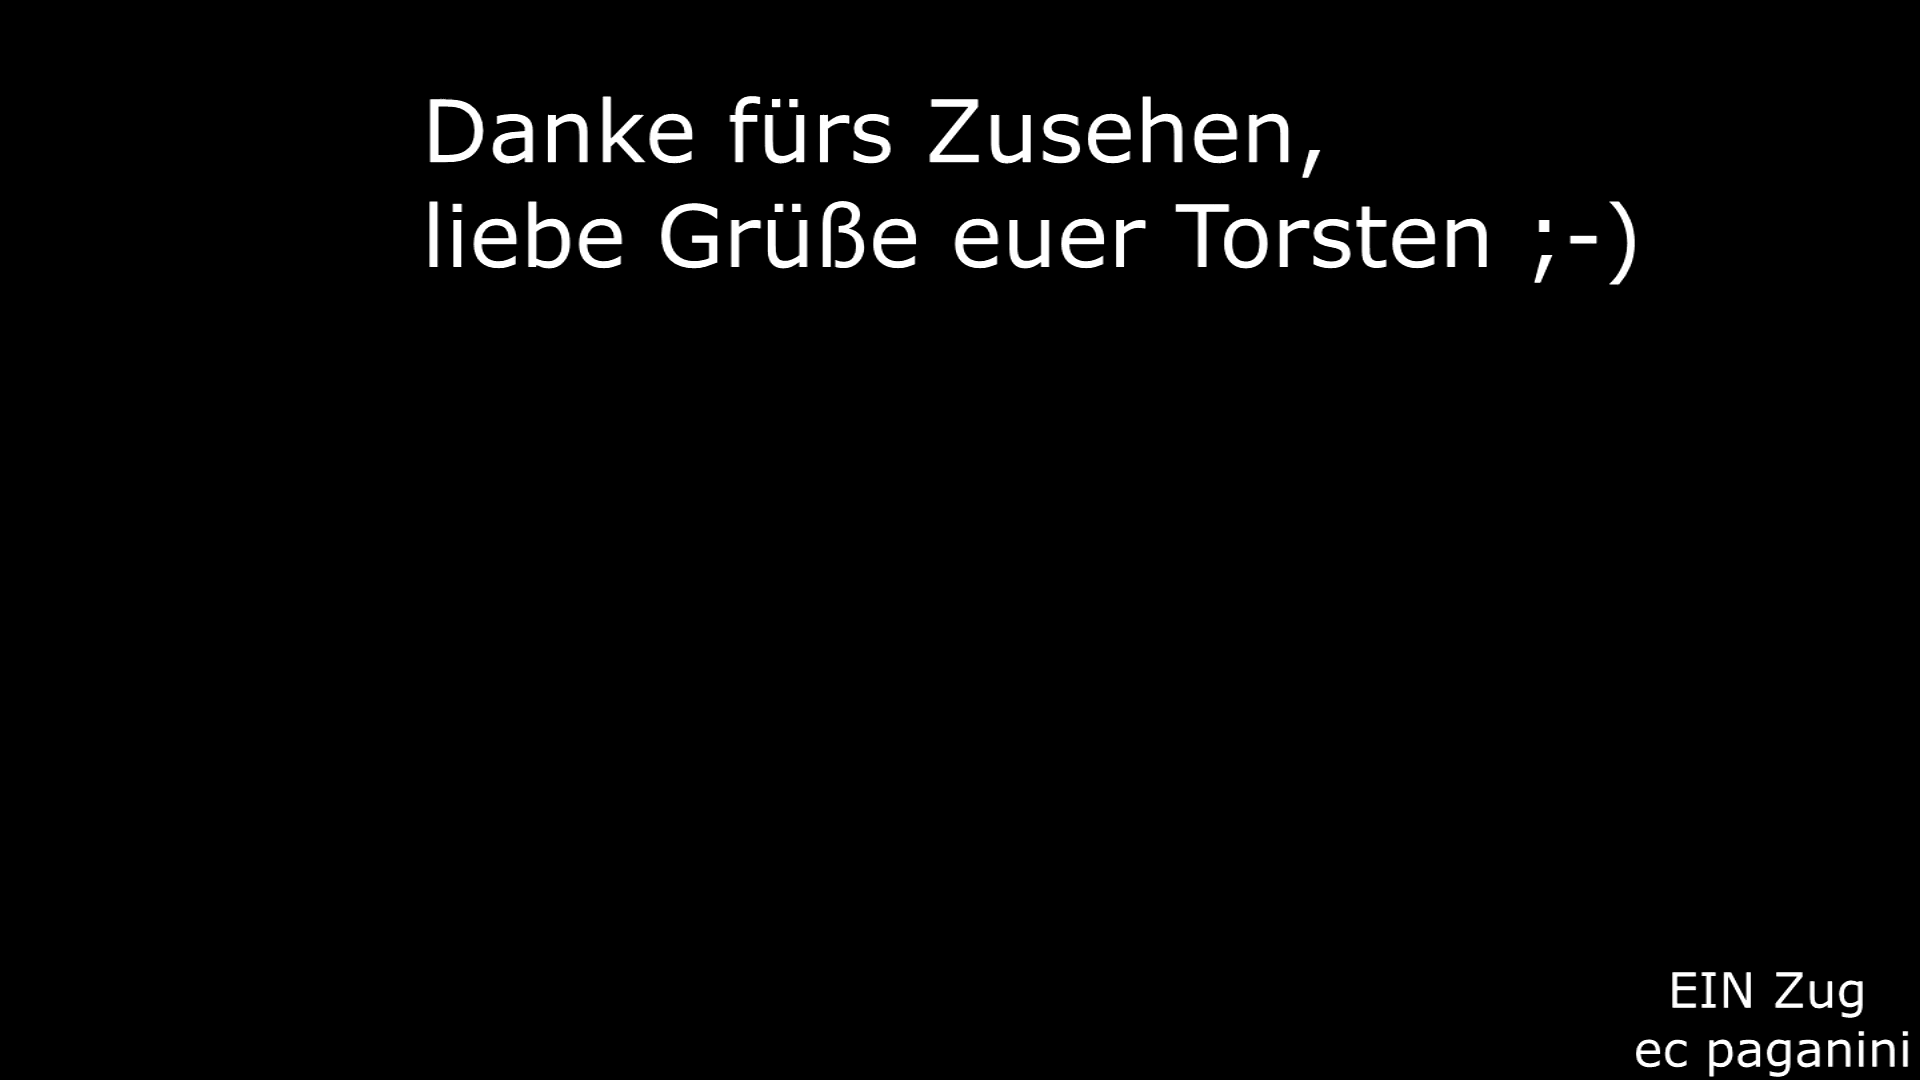 Danke fürs Zusehen,
liebe Grüße euer Torsten ;-)
EIN Zug
ec paganini